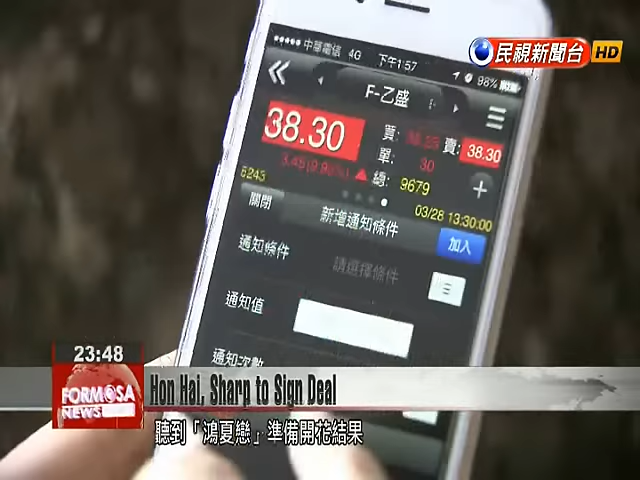 民視新聞台 HD
中華電信 4G 下午1:57 98%
F-乙盛
38.30
買: 38.25 賣: 38.30
單: 30
3.45(9.90%)
總: 9679
6243
03/28 13:30:00
關閉 新增通知條件 加入
通知條件 請選擇條件
通知值
通知次數
23:48
FORMOSA NEWS
Hon Hai, Sharp to Sign Deal
聽到「鴻夏戀」準備開花結果